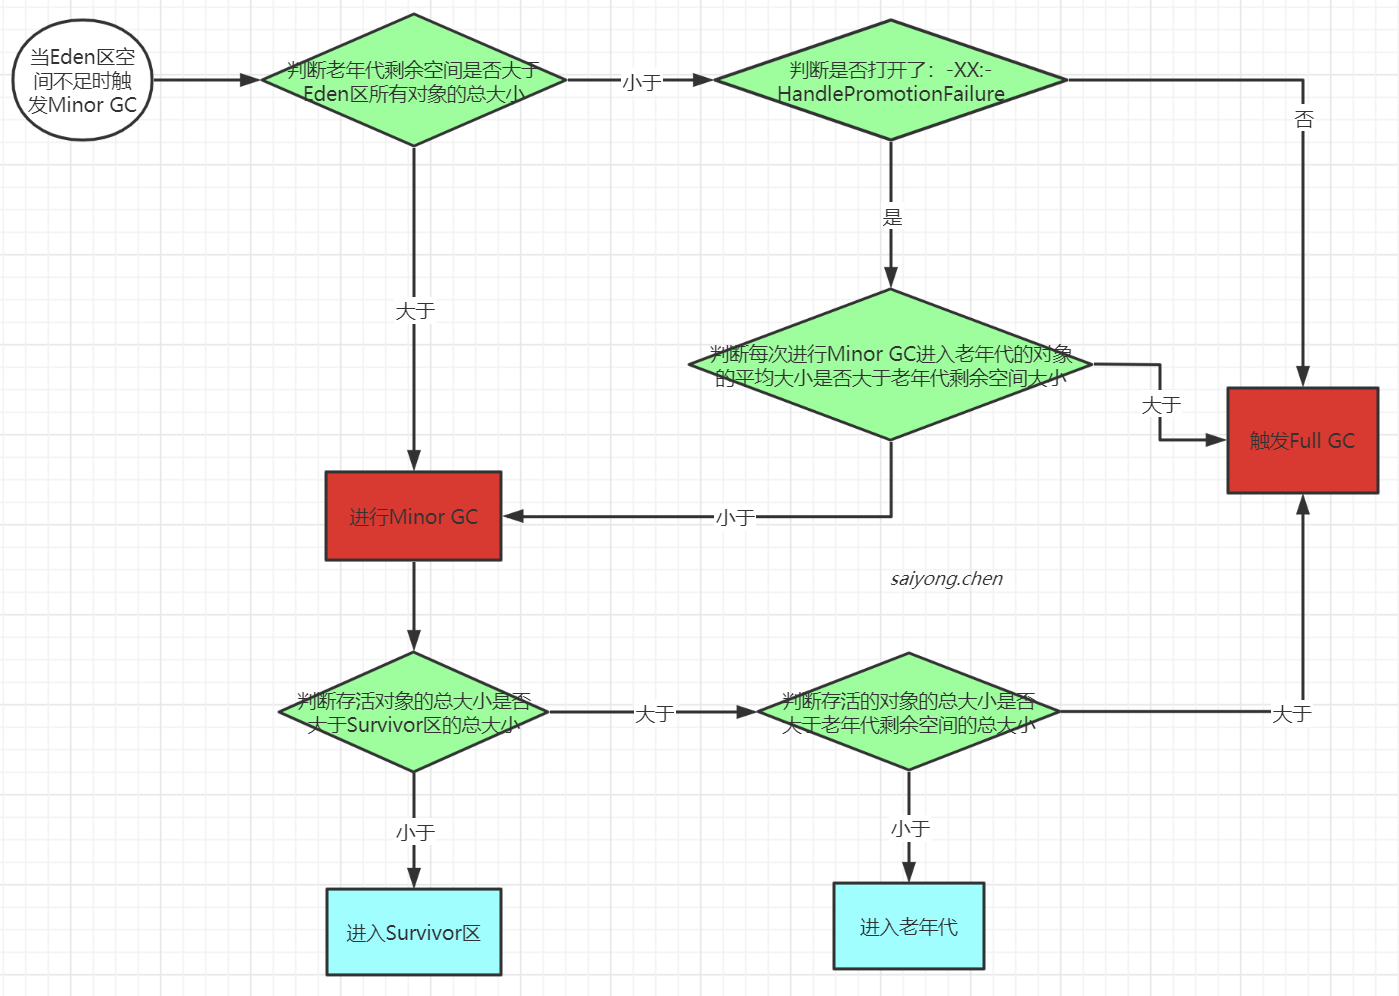 当Eden区空
间不足时触
发Minor GC
判断老年代剩余空间是否大于
Eden区所有对象的总大小
小于
判断是否打开了：-XX:-
HandlePromotionFailure
否
是
大于
判断每次进行Minor GC进入老年代的对象
的平均大小是否大于老年代剩余空间大小
大于
触发Full GC
进行Minor GC
小于
saiyong.chen
判断存活对象的总大小是否
大于Survivor区的总大小
大于
判断存活的对象的总大小是否
大于老年代剩余空间的总大小
大于
小于
小于
进入Survivor区
进入老年代